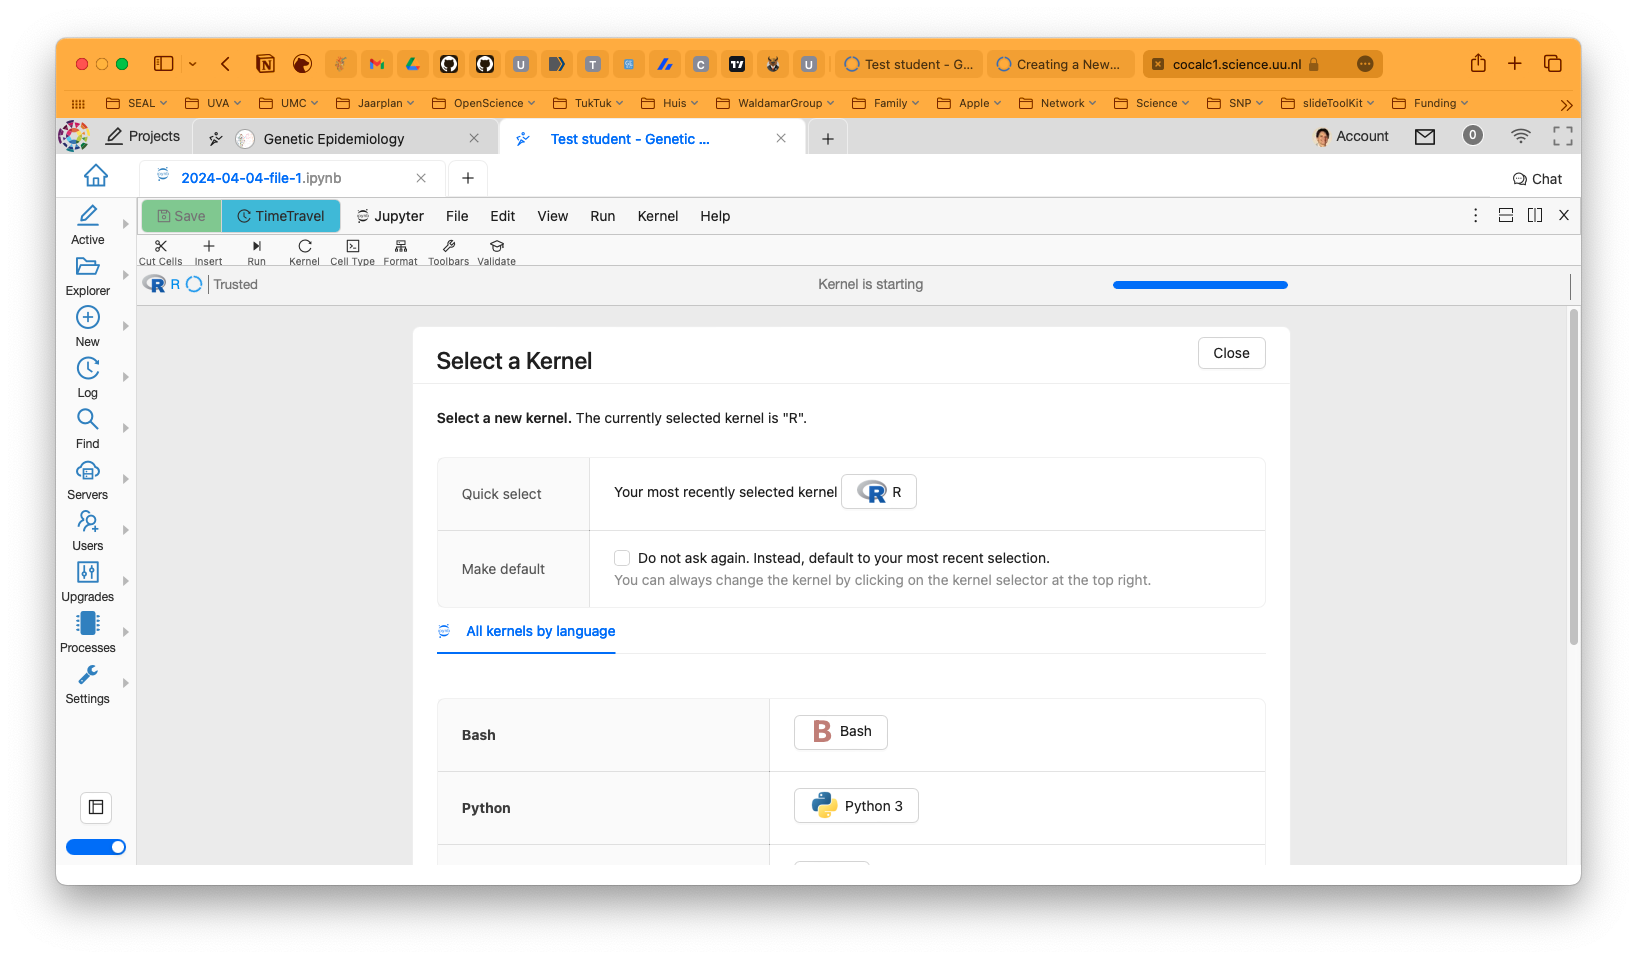 Test student - G...
Creating a New...
cocalc1.science.uu.nl
SEAL
UVA
UMC
Jaarplan
OpenScience
TukTuk
Huis
WaldamarGroup
Family
Apple
Network
Science
SNP
slideToolKit
Funding
Projects
Genetic Epidemiology
Test student - Genetic ...
Account
0
2024-04-04-file-1.ipynb
Chat
Active
Explorer
New
Log
Find
Servers
Users
Upgrades
Processes
Settings
Save
TimeTravel
Jupyter
File
Edit
View
Run
Kernel
Help
Cut Cells
Insert
Run
Kernel
Cell Type
Format
Toolbars
Validate
R
Trusted
Kernel is starting
Select a Kernel
Close
Select a new kernel. The currently selected kernel is "R".
Quick select
Your most recently selected kernel
R
Make default
Do not ask again. Instead, default to your most recent selection.
You can always change the kernel by clicking on the kernel selector at the top right.
All kernels by language
Bash
B Bash
Python
Python 3